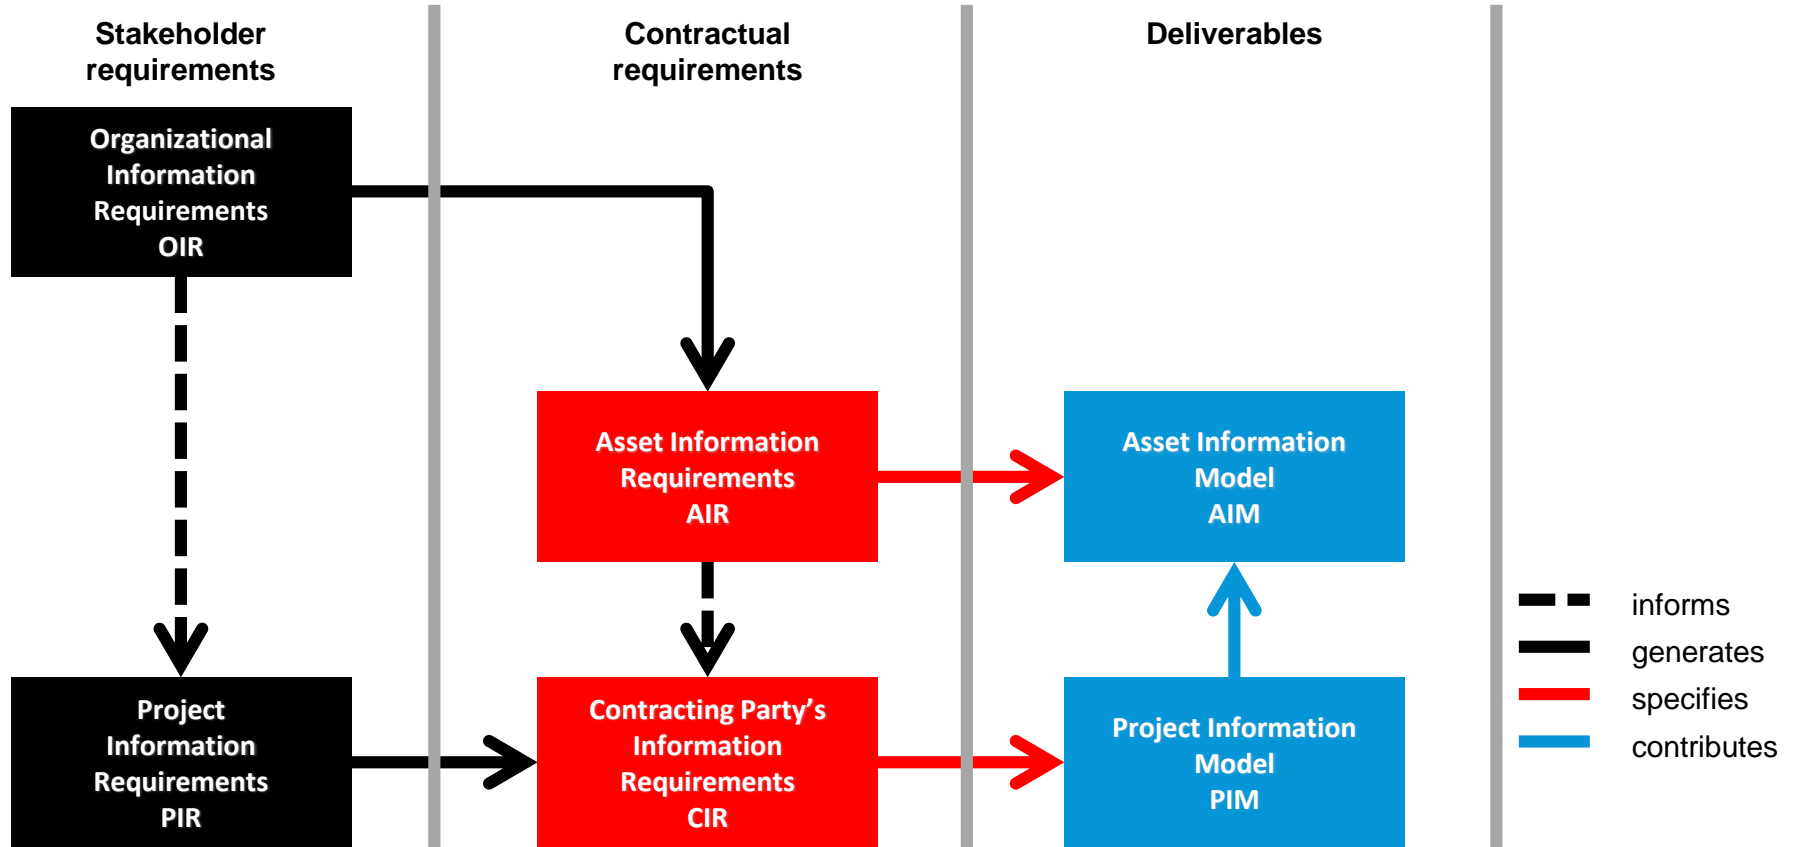 Stakeholder
requirements
Contractual
requirements
Deliverables
Organizational
Information
Requirements
OIR
Asset Information
Requirements
AIR
Asset Information
Model
AIM
Project
Information
Requirements
PIR
Contracting Party’s
Information
Requirements
CIR
Project Information
Model
PIM
informs
generates
specifies
contributes